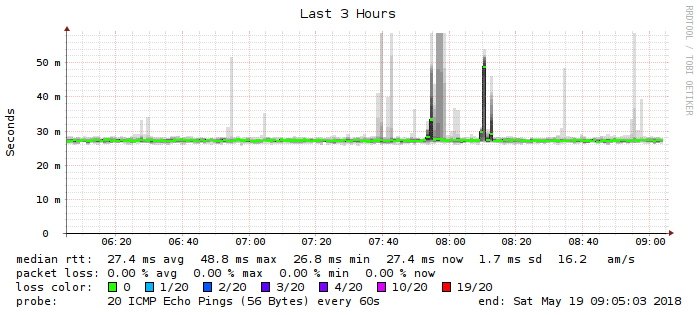 Last 3 Hours
RRDTOOL / TOBI OETIKER
Seconds
50 m
40 m
30 m
20 m
10 m
0
06:20 06:40 07:00 07:20 07:40 08:00 08:20 08:40 09:00
median rtt: 27.4 ms avg 48.8 ms max 26.8 ms min 27.4 ms now 1.7 ms sd 16.2 am/s
packet loss: 0.00 % avg 0.00 % max 0.00 % min 0.00 % now
loss color: 0 1/20 2/20 3/20 4/20 10/20 19/20
probe: 20 ICMP Echo Pings (56 Bytes) every 60s end: Sat May 19 09:05:03 2018